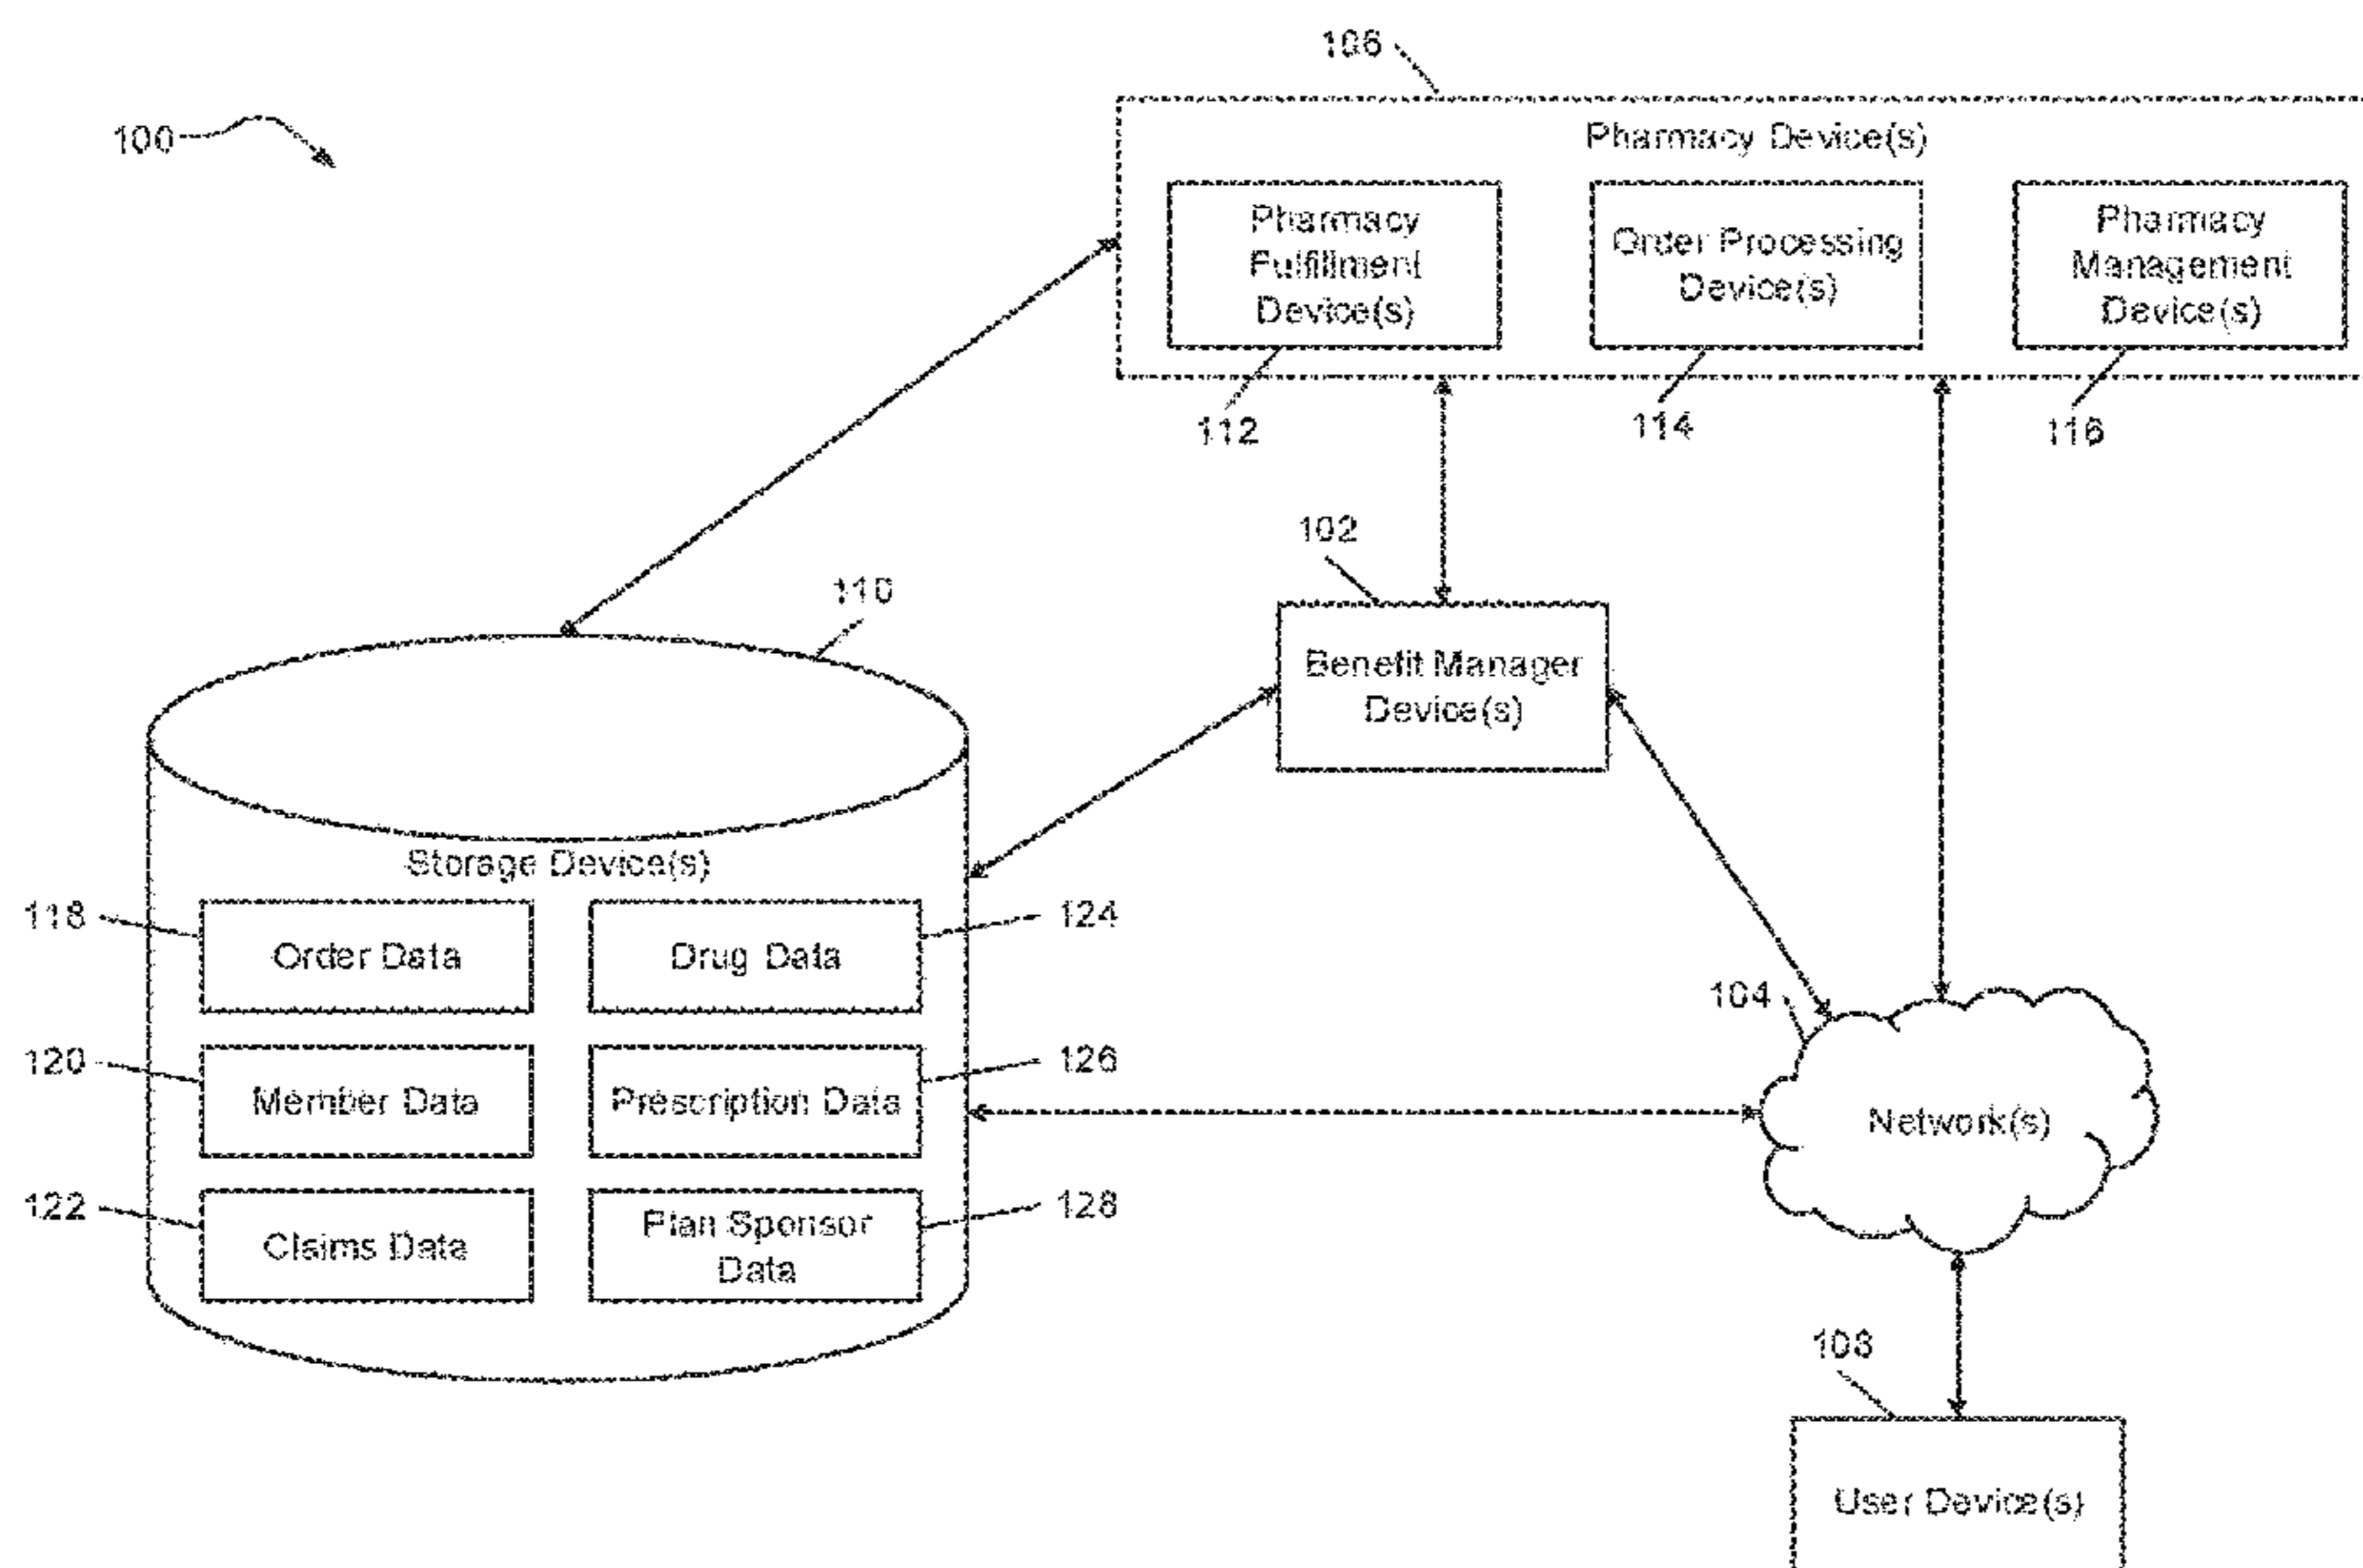 106
100
Pharmacy Device(s)
Pharmacy
Fulfillment
Device(s)
Order Processing
Device(s)
Pharmacy
Management
Device(s)
112
114
116
102
110
Benefit Manager
Device(s)
Storage Device(s)
118
Order Data
Drug Data
124
104
120
Member Data
Prescription Data
126
Network(s)
122
Claims Data
Plan Sponsor
Data
128
108
User Device(s)